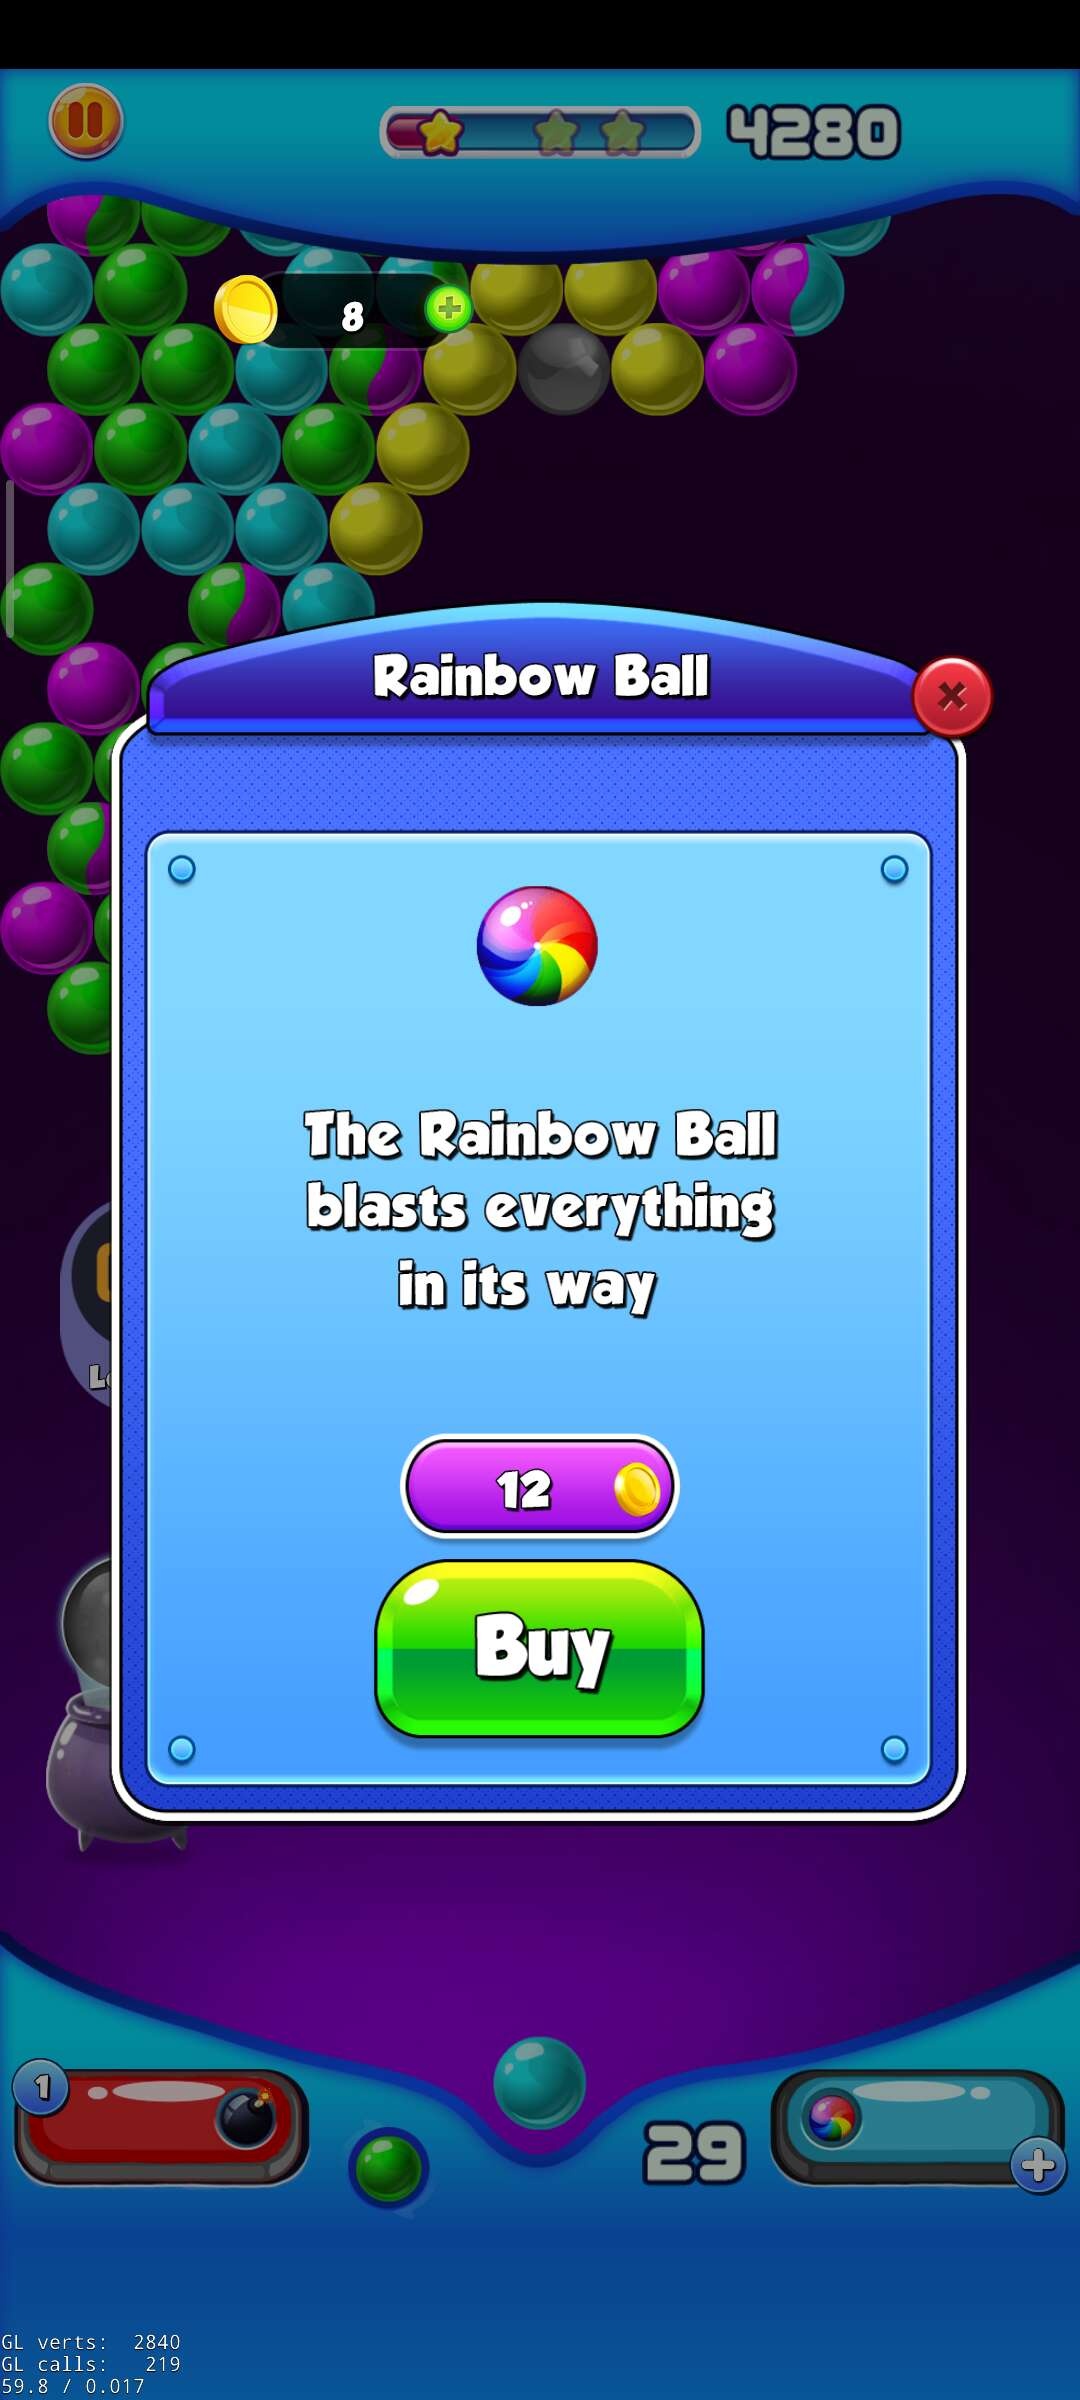 4280
8
Rainbow Ball
The Rainbow Ball
blasts everything
in its way
12
Buy
1
29
GL verts: 2840
GL calls: 219
59.8 / 0.017